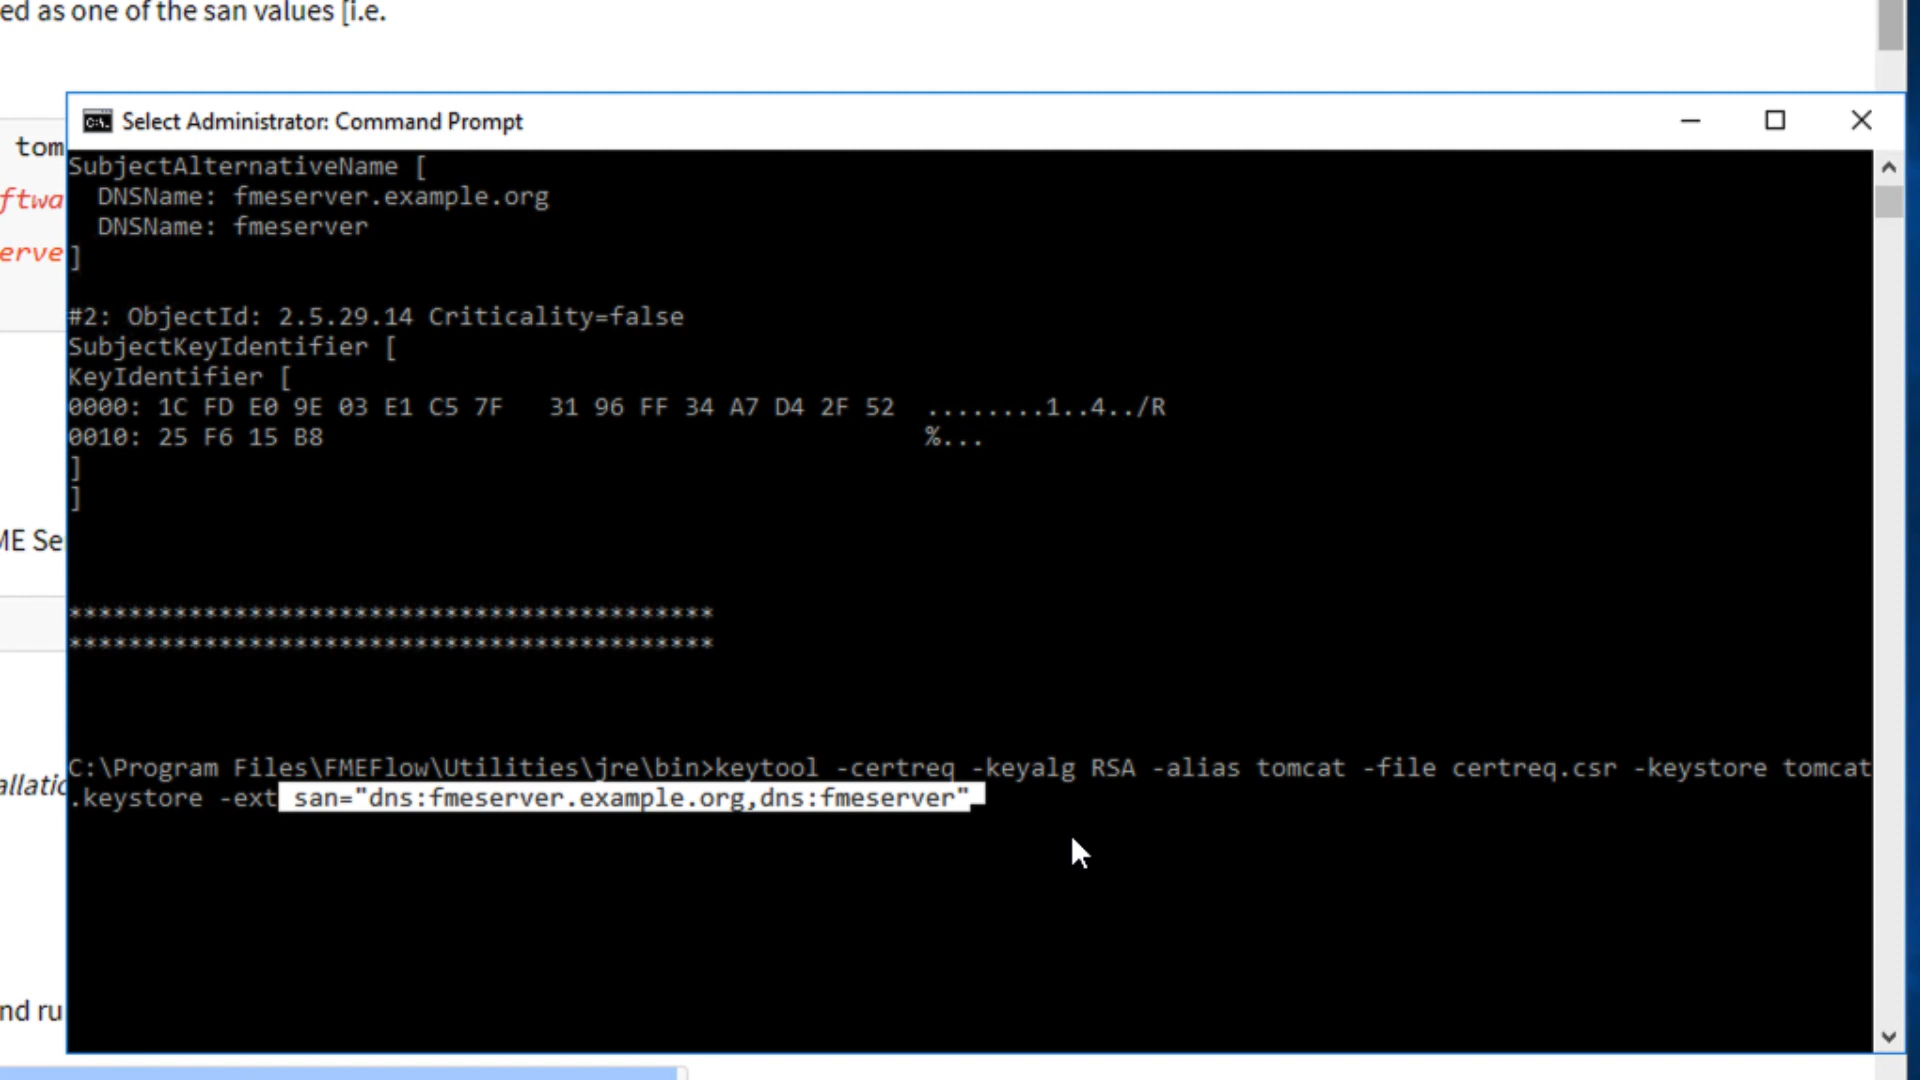 ed as one of the san values [i.e.
Select Administrator: Command Prompt
tom
ftwa
erve
ME Se
allatio
nd ru
SubjectAlternativeName [
  DNSName: fmeserver.example.org
  DNSName: fmeserver
]
#2: ObjectId: 2.5.29.14 Criticality=false
SubjectKeyIdentifier [
KeyIdentifier [
0000: 1C FD E0 9E 03 E1 C5 7F   31 96 FF 34 A7 D4 2F 52  ........1..4../R
0010: 25 F6 15 B8                                        %...
]
]
*******************************************
*******************************************
C:\Program Files\FMEFlow\Utilities\jre\bin>keytool -certreq -keyalg RSA -alias tomcat -file certreq.csr -keystore tomcat
.keystore -ext san="dns:fmeserver.example.org,dns:fmeserver"